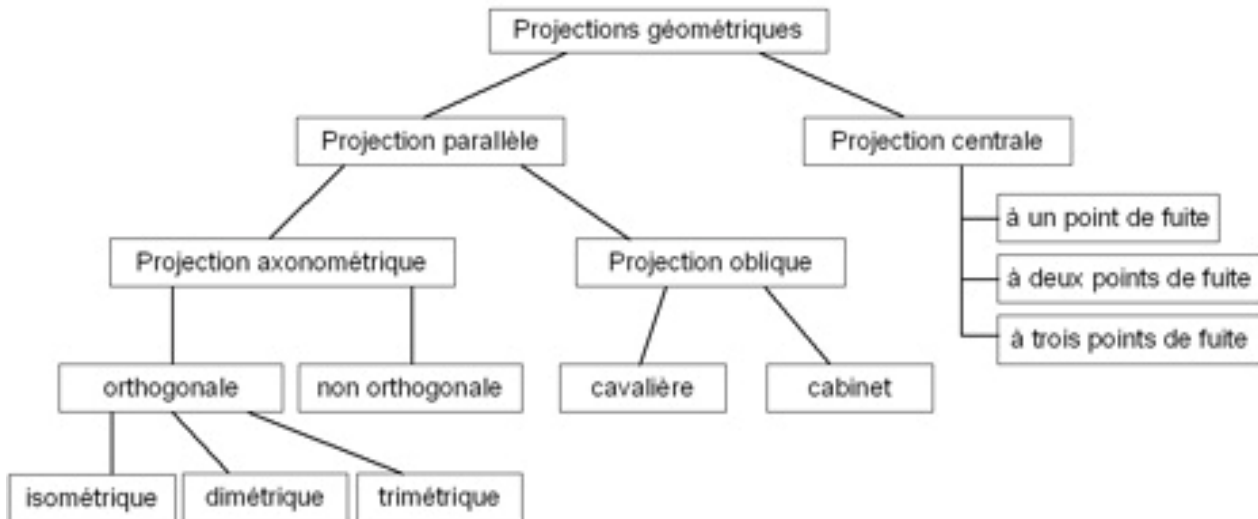 Projections géométriques
Projection parallèle
Projection centrale
à un point de fuite
à deux points de fuite
à trois points de fuite
Projection axonométrique
Projection oblique
orthogonale
non orthogonale
cavalière
cabinet
isométrique
dimétrique
trimétrique